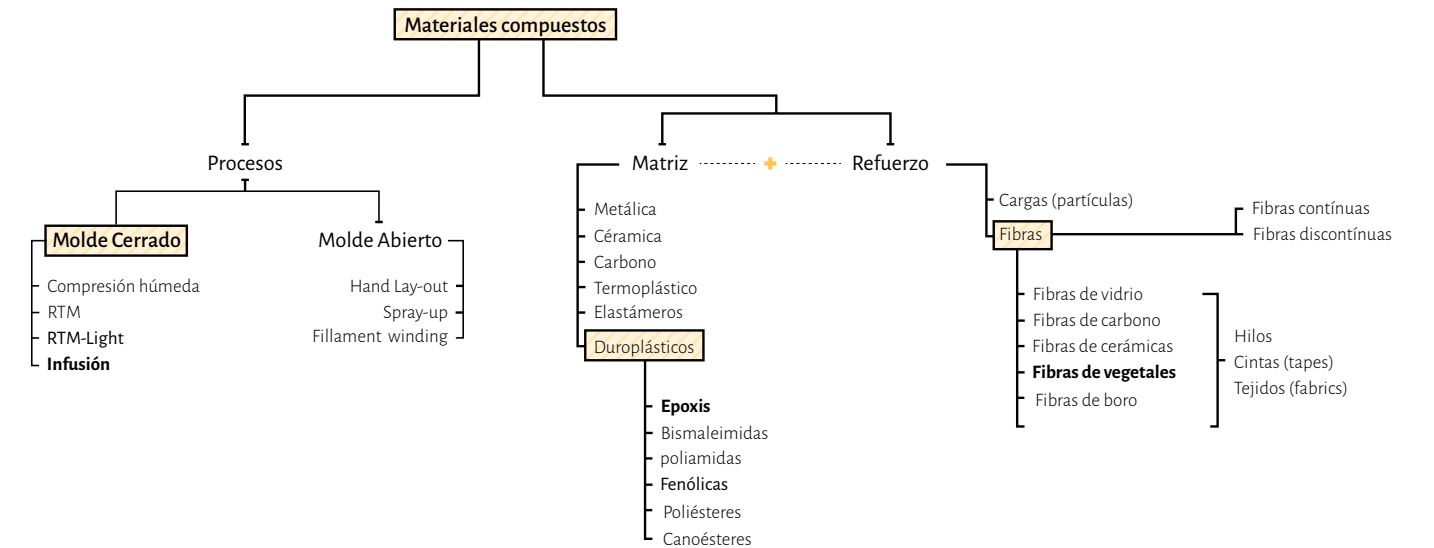 Materiales compuestos
Procesos
Molde Cerrado
Compresión húmeda
RTM
RTM-Light
Infusión
Molde Abierto
Hand Lay-out
Spray-up
Fillament winding
Matriz
Refuerzo
Metálica
Céramica
Carbono
Termoplástico
Elastámeros
Duroplásticos
Epoxis
Bismaleimidas
poliamidas
Fenólicas
Poliésteres
Canoésteres
Cargas (partículas)
Fibras
Fibras contínuas
Fibras discontínuas
Fibras de vidrio
Fibras de carbono
Fibras de cerámicas
Fibras de vegetales
Fibras de boro
Hilos
Cintas (tapes)
Tejidos (fabrics)